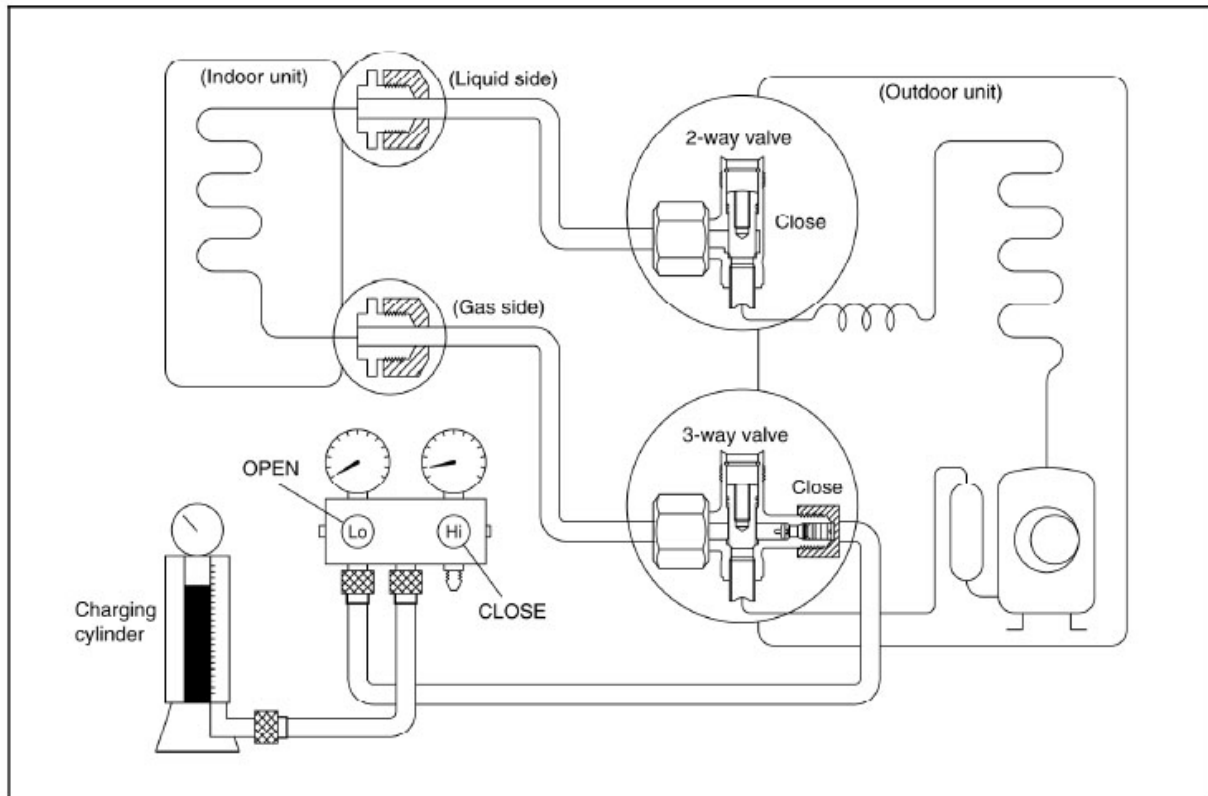 (Indoor unit)
(Liquid side)
(Outdoor unit)
2-way valve
Close
(Gas side)
3-way valve
Close
OPEN
Lo
Hi
CLOSE
Charging
cylinder